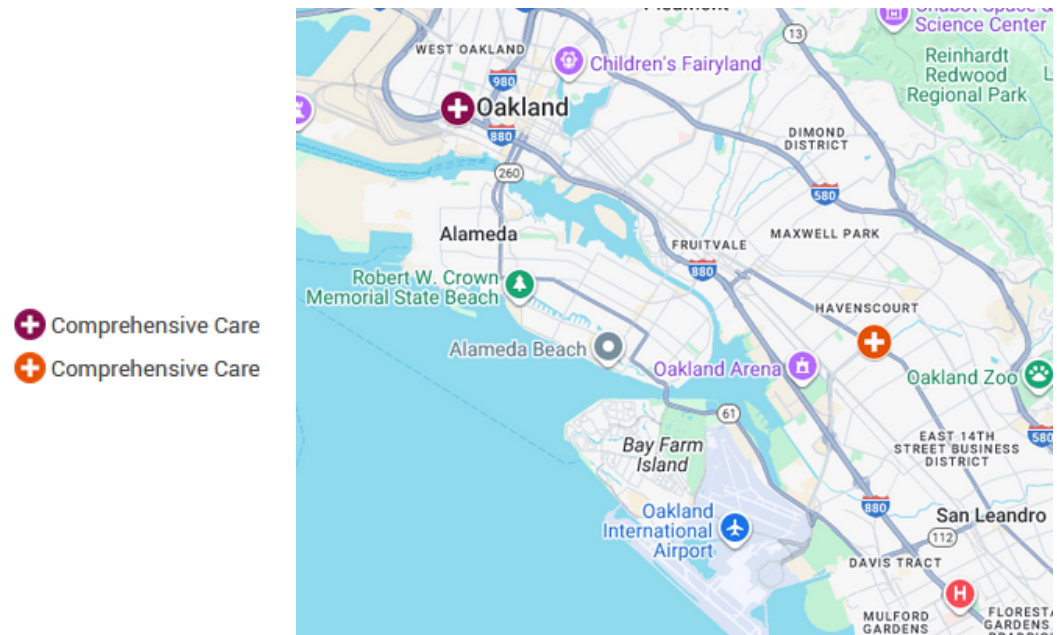 Comprehensive Care
Comprehensive Care
Science Center
13
WEST OAKLAND
Children's Fairyland
Reinhardt
Redwood
Regional Park
980
Oakland
880
DIMOND
DISTRICT
260
580
Alameda
MAXWELL PARK
FRUITVALE
880
Robert W. Crown
Memorial State Beach
HAVENSCOURT
Alameda Beach
Oakland Arena
Oakland Zoo
61
EAST 14TH
STREET BUSINESS
DISTRICT
580
Bay Farm
Island
880
Oakland
International
Airport
San Leandro
112
DAVIS TRACT
H
MULFORD
GARDENS
GARDENS